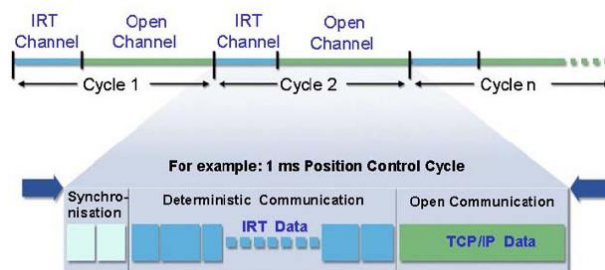 IRT Channel
Open Channel
IRT Channel
Open Channel
Cycle 1
Cycle 2
Cycle n
For example: 1 ms Position Control Cycle
Synchro-
nisation
Deterministic Communication
Open Communication
IRT Data
TCP/IP Data